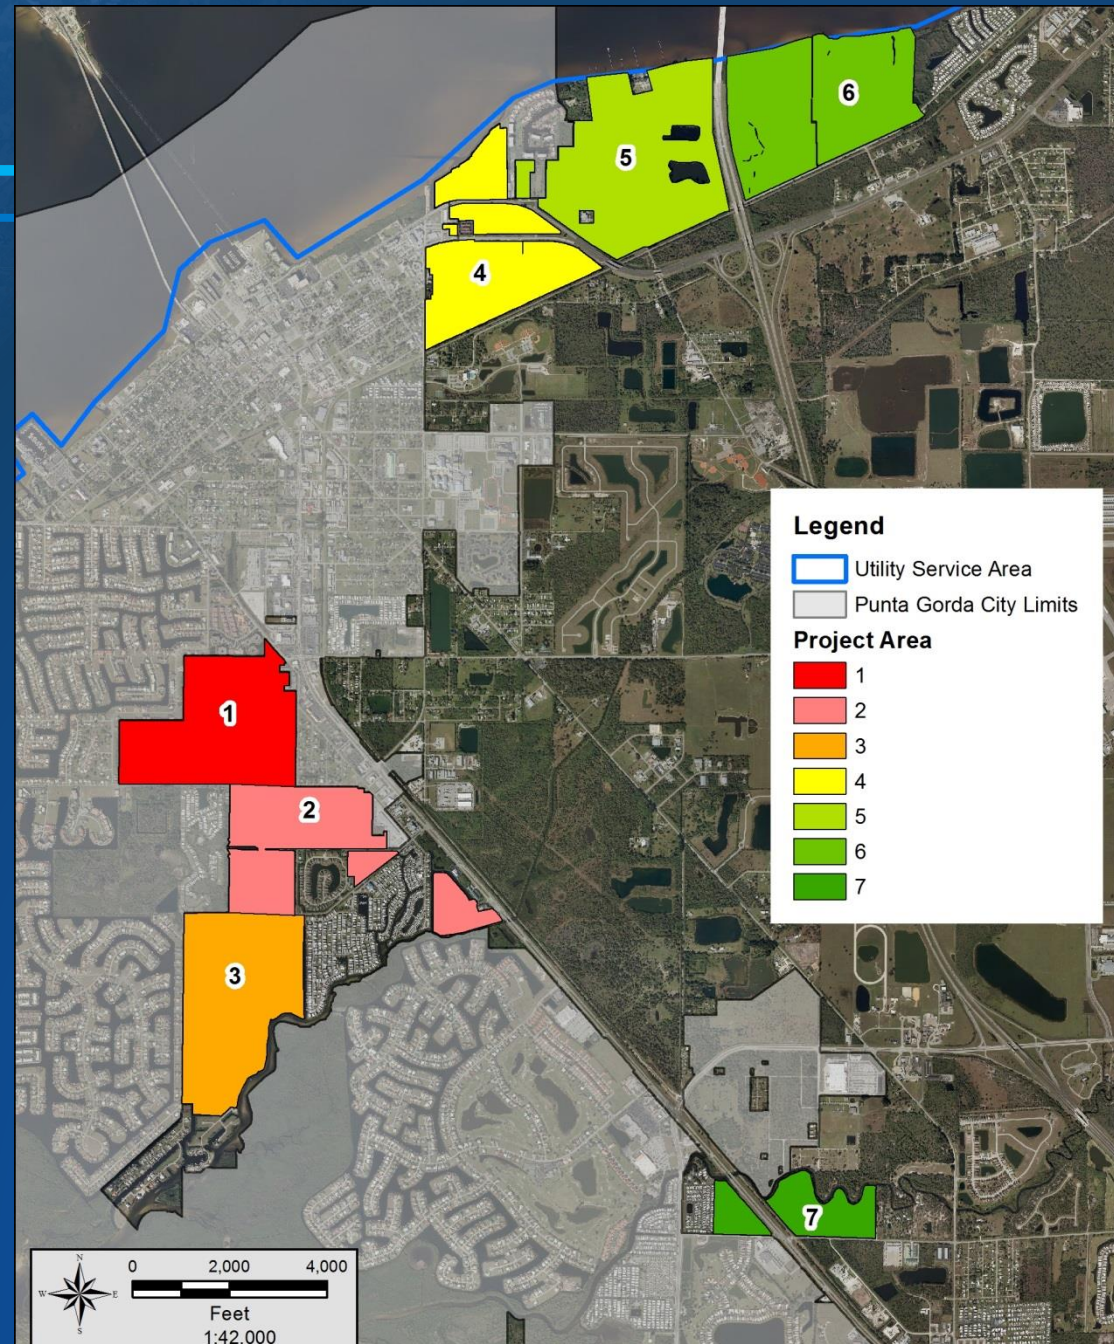 6
5
4
Legend
Utility Service Area
Punta Gorda City Limits
Project Area
1
2
3
4
5
6
7
1
2
3
7
N
W E
S
0 2,000 4,000
Feet
1:42,000